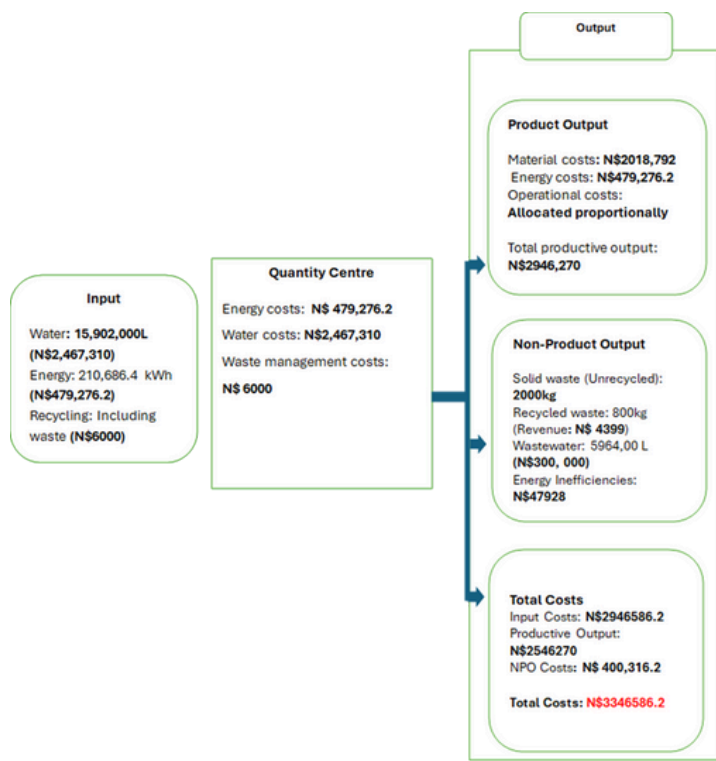 Output
Product Output
Material costs: N$2018,792
Energy costs: N$479,276.2
Operational costs:
Allocated proportionally
Total productive output:
N$2946,270
Quantity Centre
Energy costs: N$ 479,276.2
Water costs: N$2,467,310
Waste management costs:
N$ 6000
Input
Water: 15,902,000L
(N$2,467,310)
Energy: 210,686.4 kWh
(N$479,276.2)
Recycling: Including
waste (N$6000)
Non-Product Output
Solid waste (Unrecycled):
2000kg
Recycled waste: 800kg
(Revenue: N$ 4399)
Wastewater: 5964,00 L
(N$300, 000)
Energy Inefficiencies:
N$47928
Total Costs
Input Costs: N$2946586.2
Productive Output:
N$2546270
NPO Costs: N$ 400,316.2
Total Costs: N$3346586.2